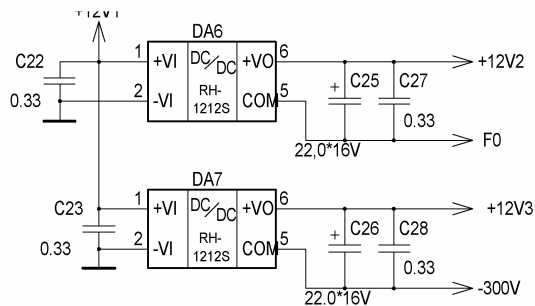 +12V1
DA6
C22
1 +VI DC/DC +VO 6
C25 C27
+12V2
0.33
2 -VI RH-1212S COM 5
+
0.33
22,0*16V
F0
DA7
C23
1 +VI DC/DC +VO 6
C26 C28
+12V3
0.33
2 -VI RH-1212S COM 5
+
0.33
22.0*16V
-300V